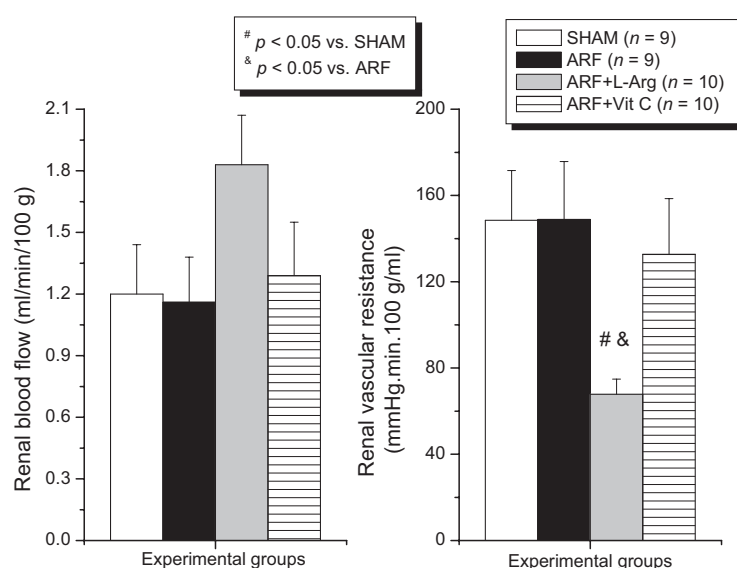 # p < 0.05 vs. SHAM
& p < 0.05 vs. ARF
SHAM (n = 9)
ARF (n = 9)
ARF+L-Arg (n = 10)
ARF+Vit C (n = 10)
Renal blood flow (ml/min/100 g)
2.1
1.8
1.5
1.2
0.9
0.6
0.3
0.0
Experimental groups
Renal vascular resistance
(mmHg.min.100 g/ml)
200
160
120
80
40
0
# &
Experimental groups